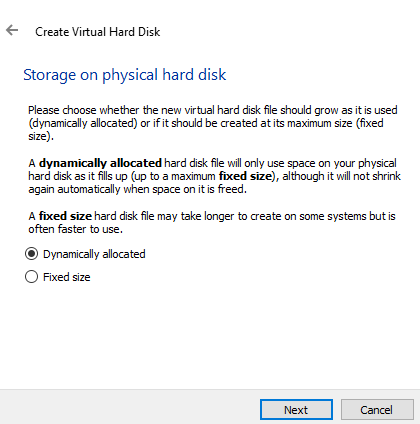 Create Virtual Hard Disk
Storage on physical hard disk
Please choose whether the new virtual hard disk file should grow as it is used
(dynamically allocated) or if it should be created at its maximum size (fixed
size).
A dynamically allocated hard disk file will only use space on your physical
hard disk as it fills up (up to a maximum fixed size), although it will not shrink
again automatically when space on it is freed.
A fixed size hard disk file may take longer to create on some systems but is
often faster to use.
Dynamically allocated
Fixed size
Next
Cancel